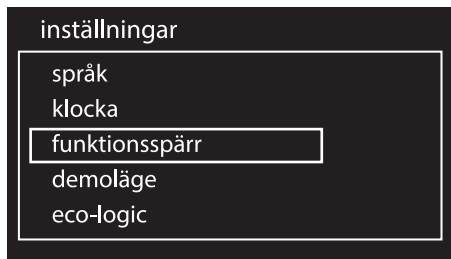 inställningar
språk
klocka
funktionsspärr
demoläge
eco-logic